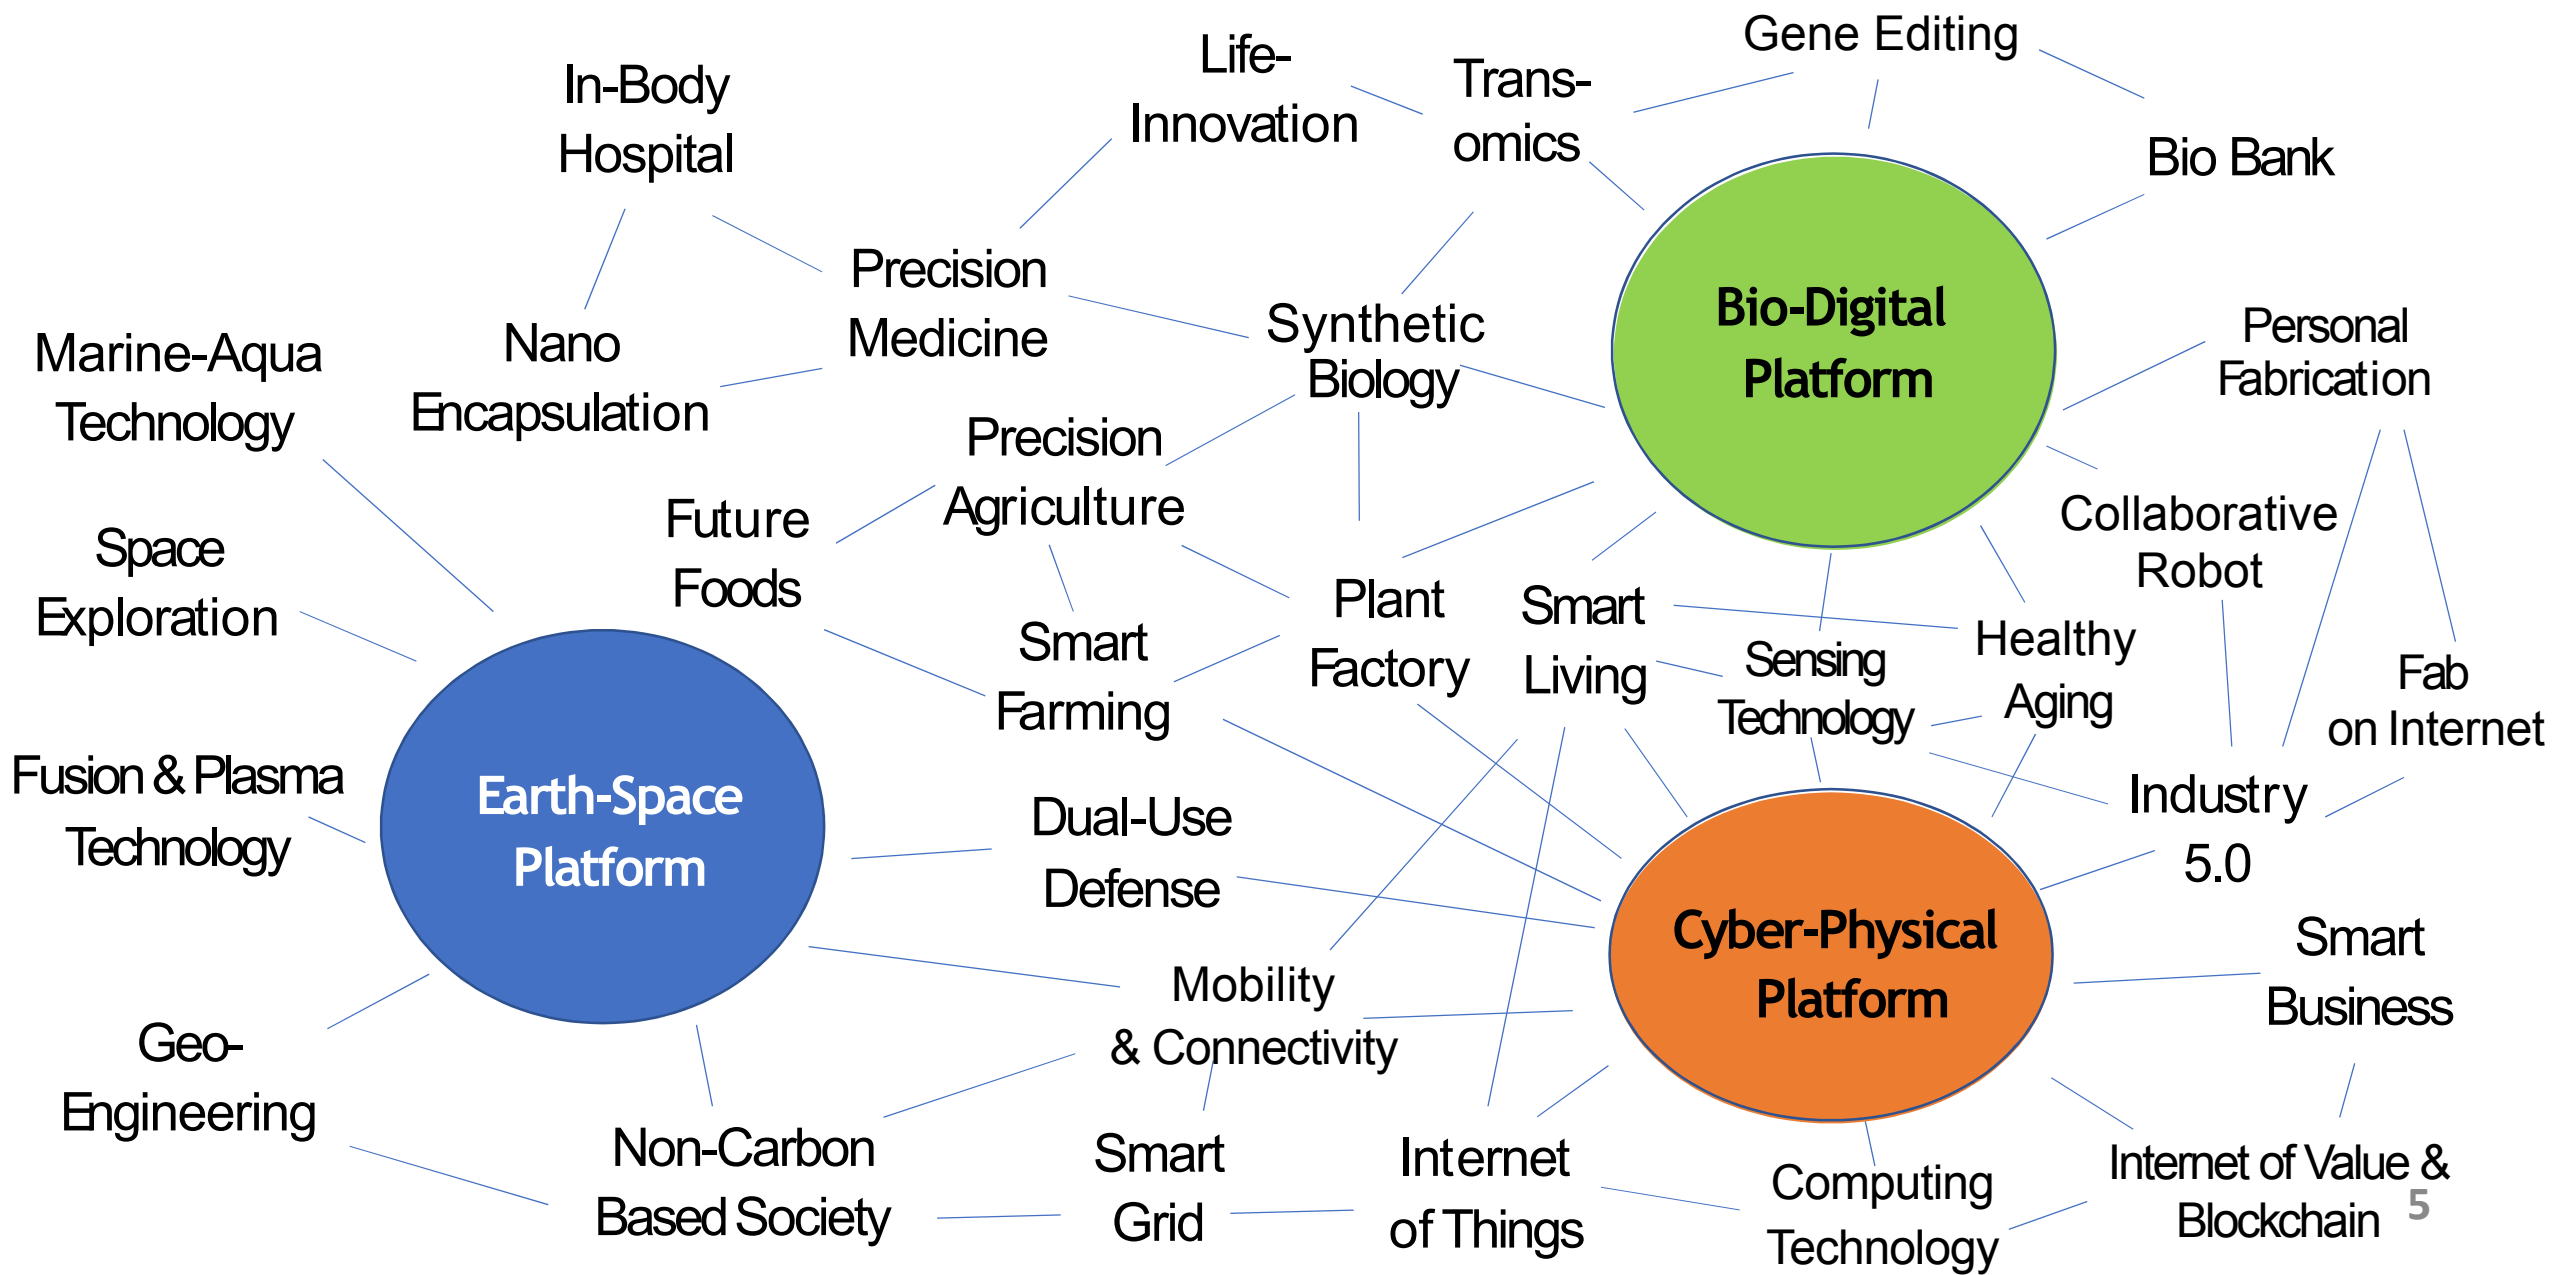 Gene Editing
Life-
Innovation
Trans-
omics
In-Body
Hospital
Bio Bank
Precision
Medicine
Bio-Digital
Platform
Synthetic
Biology
Personal
Fabrication
Marine-Aqua
Technology
Nano
Encapsulation
Precision
Agriculture
Future
Foods
Collaborative
Robot
Space
Exploration
Plant
Factory
Smart
Living
Smart
Farming
Sensing
Technology
Healthy
Aging
Fab
on Internet
Fusion & Plasma
Technology
Earth-Space
Platform
Dual-Use
Defense
Industry
5.0
Cyber-Physical
Platform
Smart
Business
Mobility
& Connectivity
Geo-
Engineering
Non-Carbon
Based Society
Smart
Grid
Internet
of Things
Computing
Technology
Internet of Value &
Blockchain
5